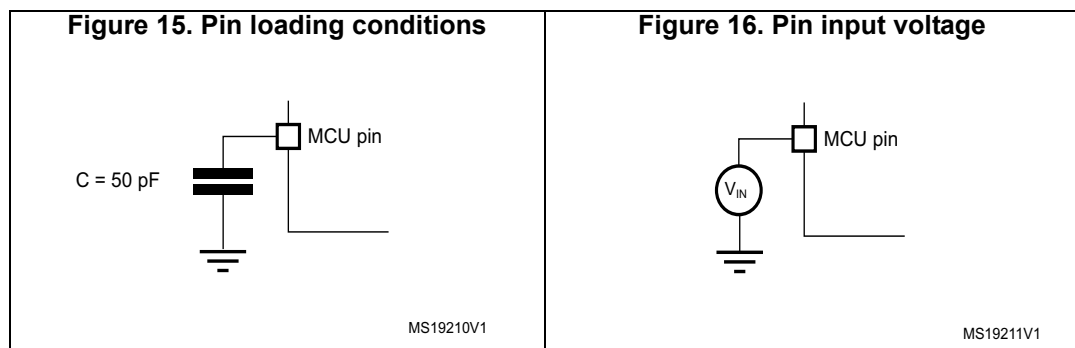 Figure 15. Pin loading conditions
MCU pin
C = 50 pF
MS19210V1
Figure 16. Pin input voltage
MCU pin
VIN
MS19211V1